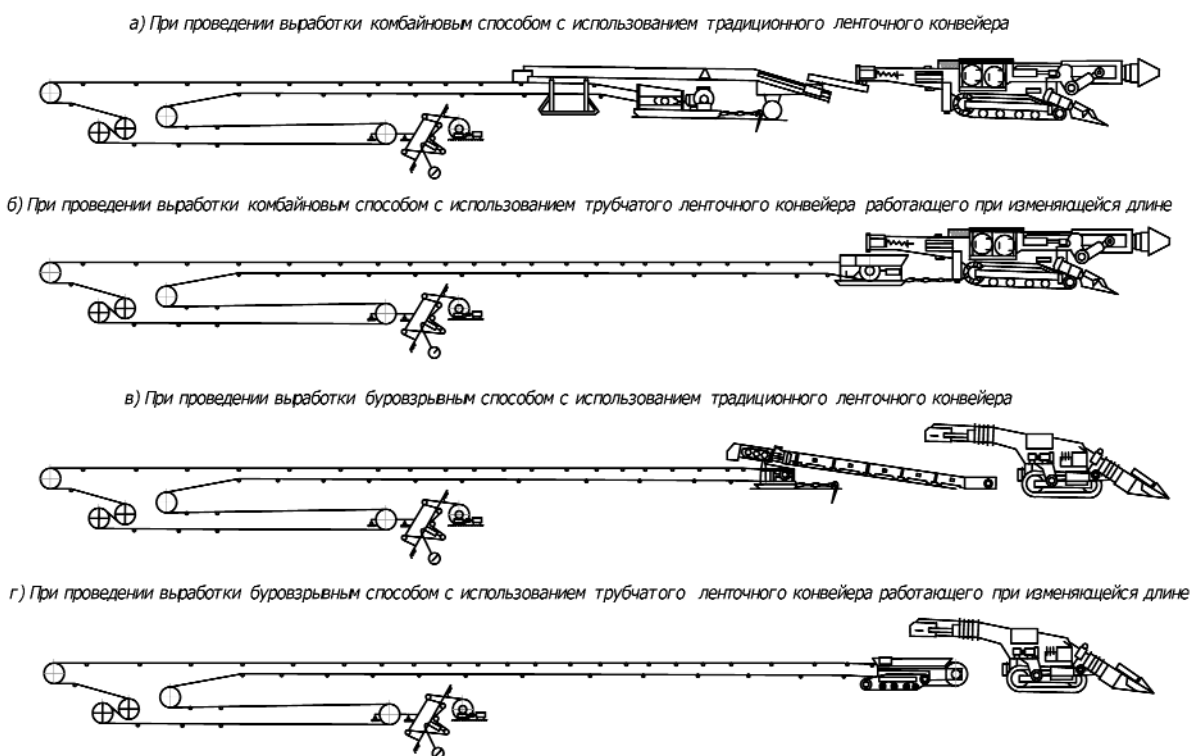 а) При проведении выработки комбайновым способом с использованием традиционного ленточного конвейера
б) При проведении выработки комбайновым способом с использованием трубчатого ленточного конвейера работающего при изменяющейся длине
в) При проведении выработки буровзрывным способом с использованием традиционного ленточного конвейера
г) При проведении выработки буровзрывным способом с использованием трубчатого ленточного конвейера работающего при изменяющейся длине